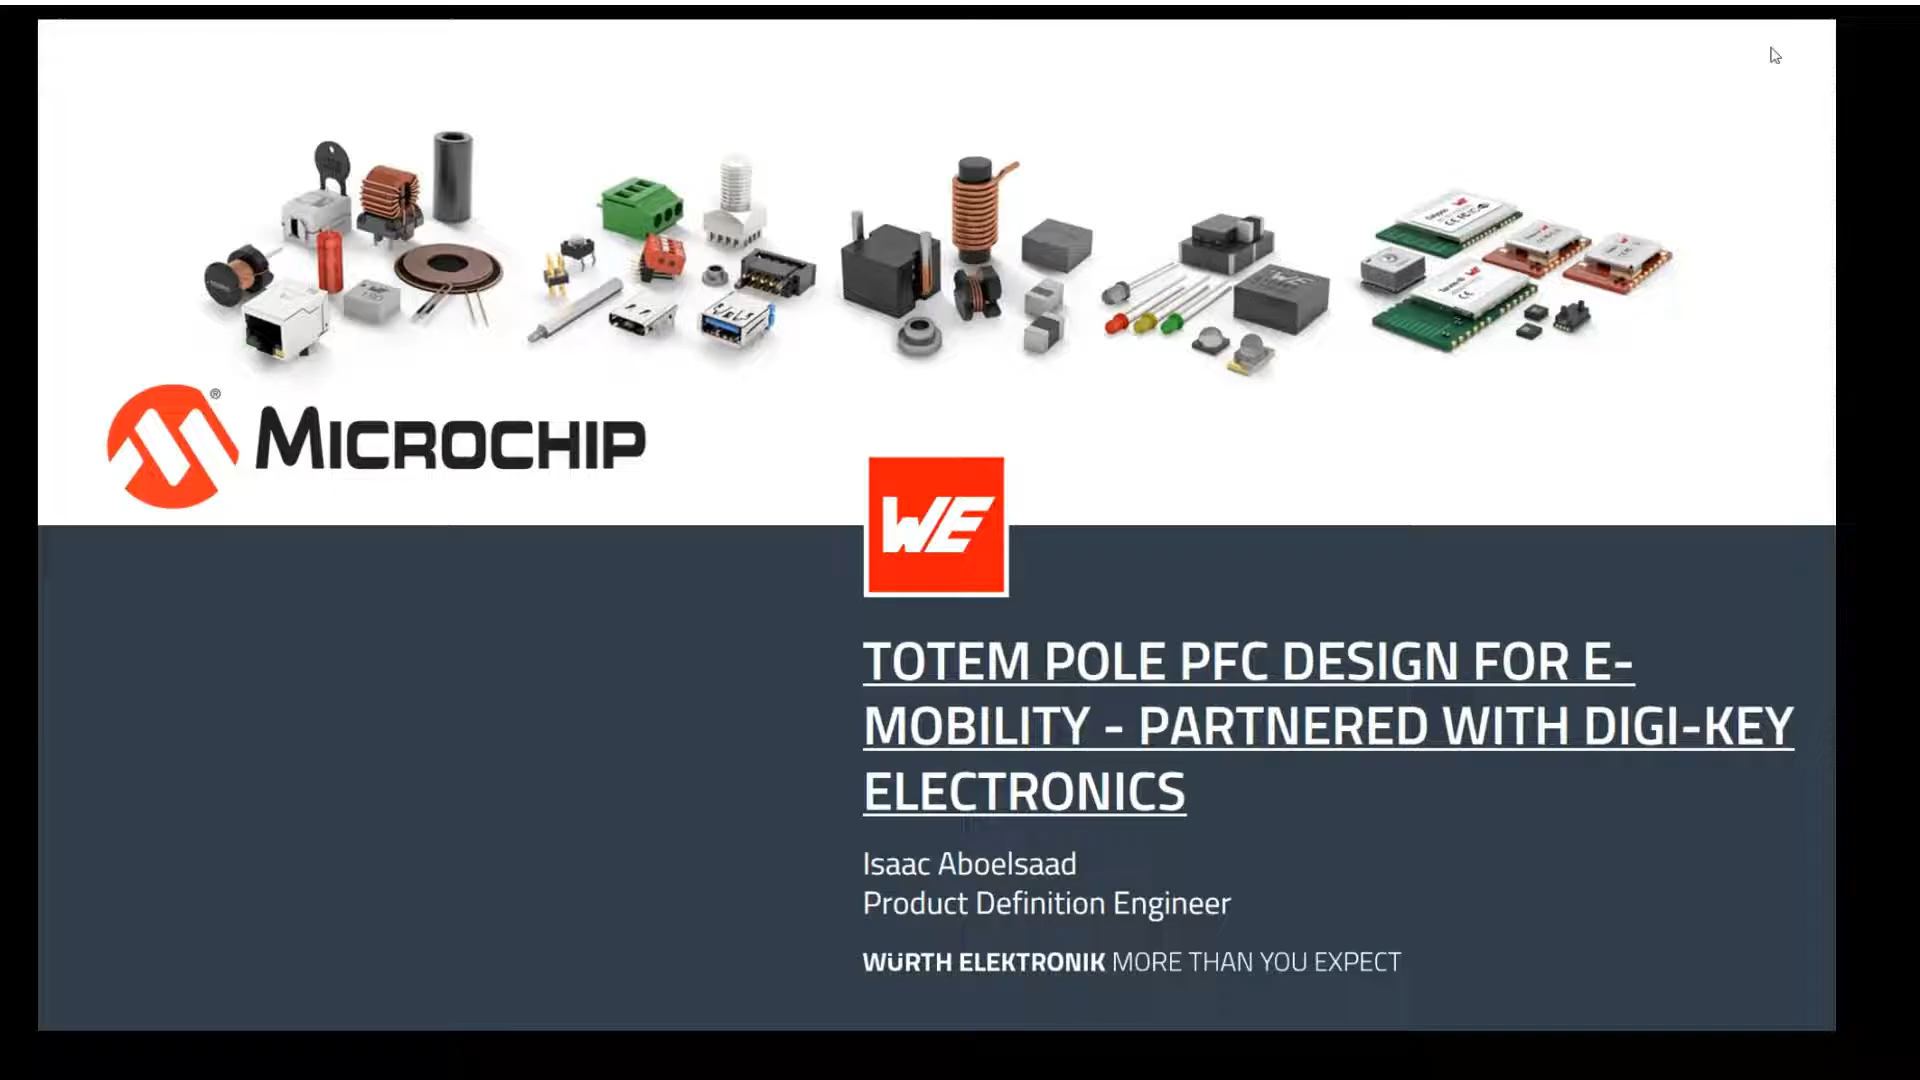 MICROCHIP
®
WE
TOTEM POLE PFC DESIGN FOR E-
MOBILITY - PARTNERED WITH DIGI-KEY
ELECTRONICS
Isaac Aboelsaad
Product Definition Engineer
WÜRTH ELEKTRONIK MORE THAN YOU EXPECT